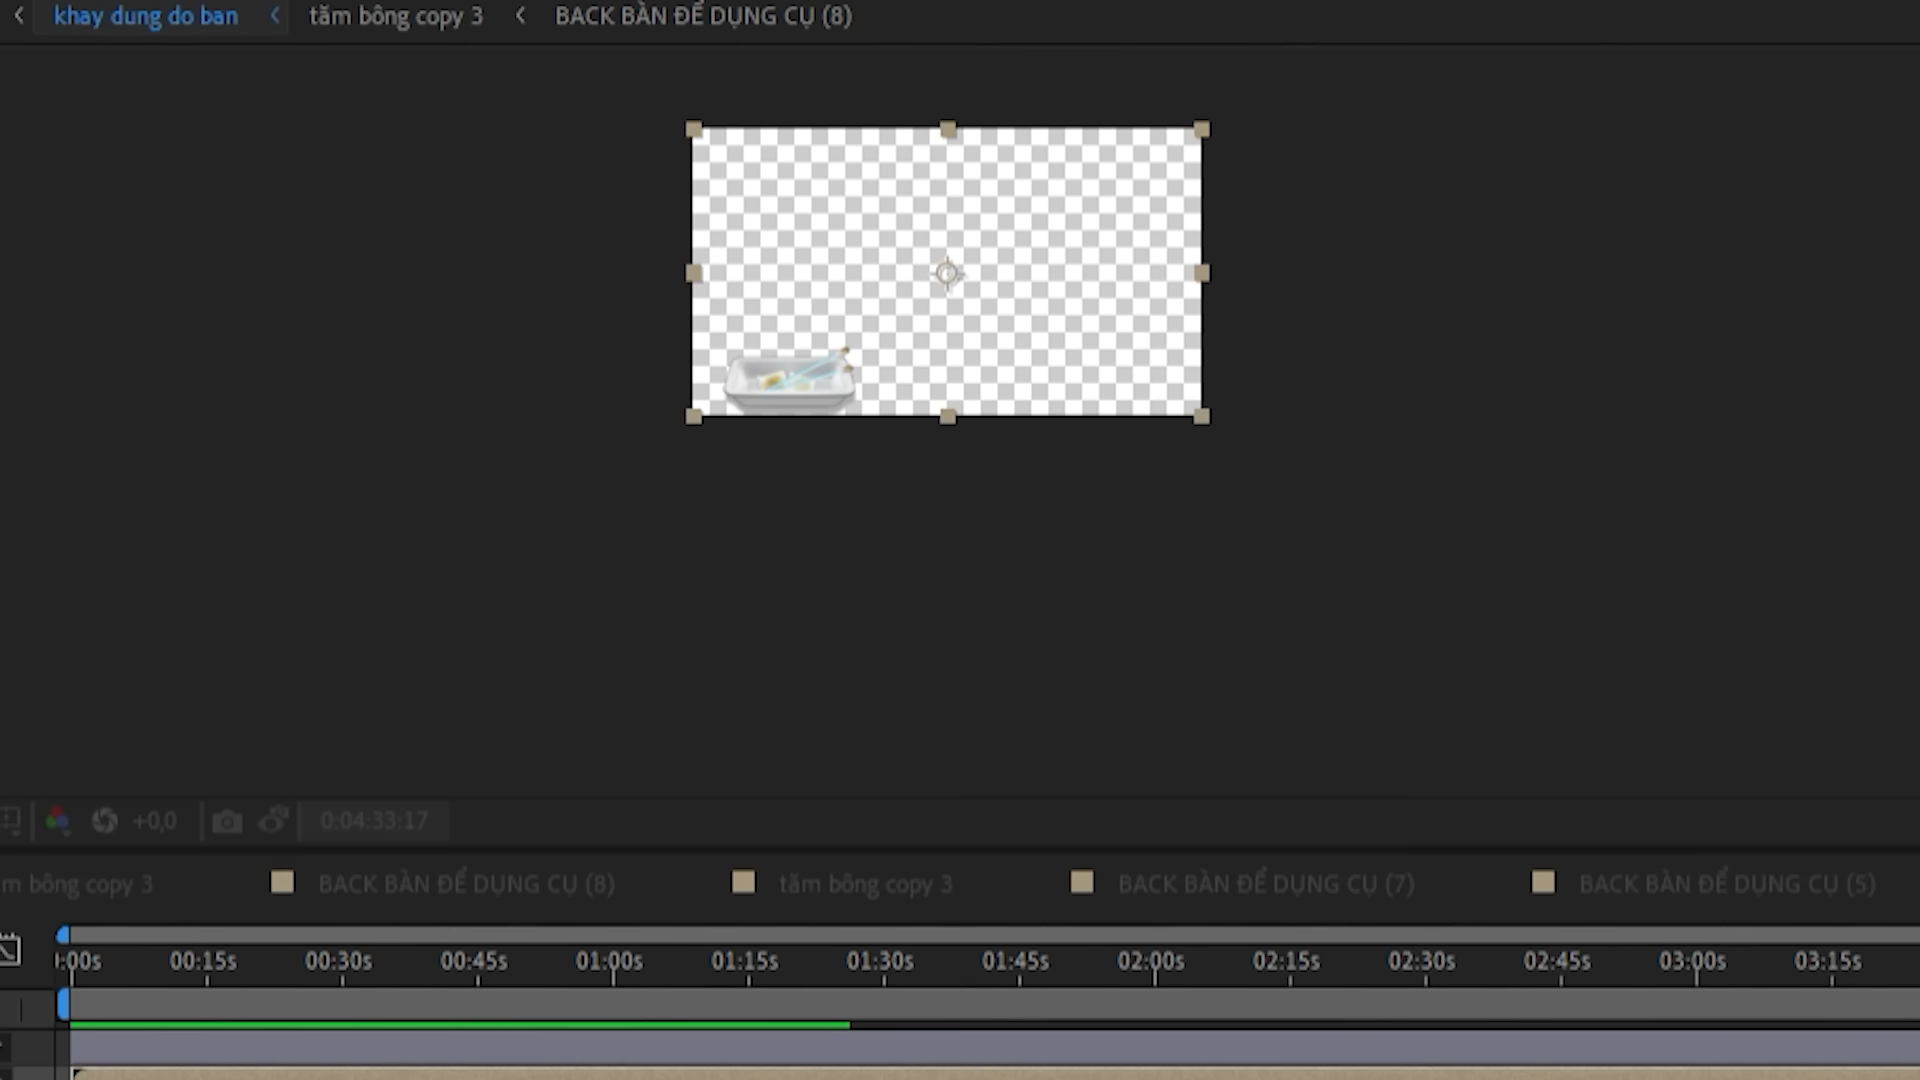 khay dung do ban tăm bông copy 3 BACK BÀN ĐỂ DỤNG CỤ (8)
+0,0 0:04:33:17
m bông copy 3 BACK BÀN ĐỂ DỤNG CỤ (8) tăm bông copy 3 BACK BÀN ĐỂ DỤNG CỤ (7) BACK BÀN ĐỂ DỤNG CỤ (5)
:00s 00:15s 00:30s 00:45s 01:00s 01:15s 01:30s 01:45s 02:00s 02:15s 02:30s 02:45s 03:00s 03:15s